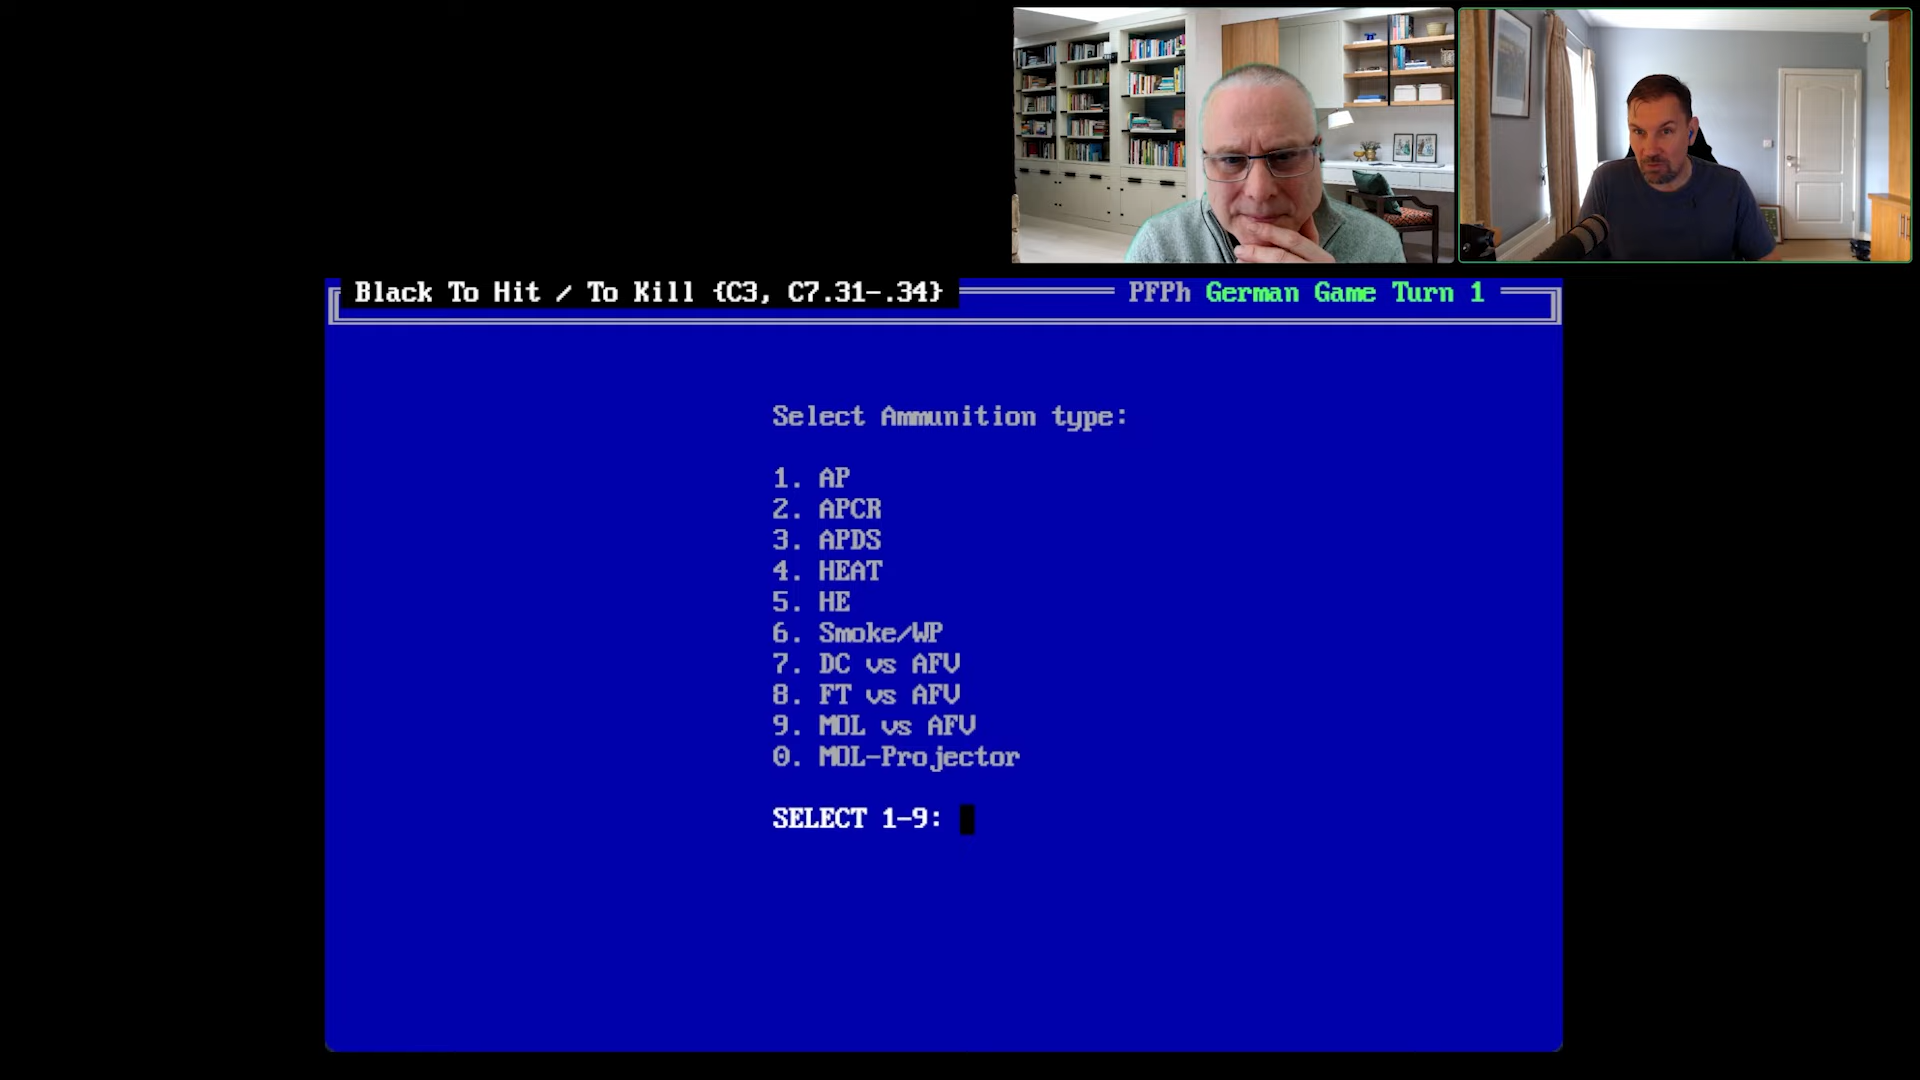 Black To Hit / To Kill {C3, C7.31-.34}
PFPh German Game Turn 1
Select Ammunition type:
1. AP
2. APCR
3. APDS
4. HEAT
5. HE
6. Smoke/WP
7. DC vs AFV
8. FT vs AFV
9. MOL vs AFV
0. MOL-Projector
SELECT 1-9: